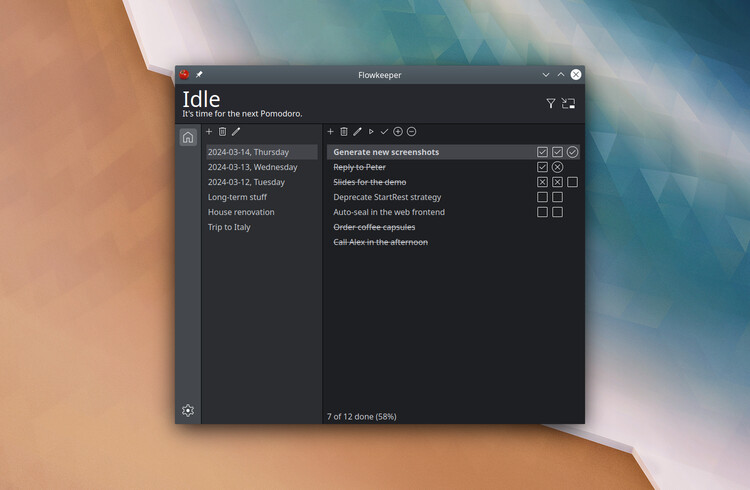 Flowkeeper
Idle
It's time for the next Pomodoro.
2024-03-14, Thursday
2024-03-13, Wednesday
2024-03-12, Tuesday
Long-term stuff
House renovation
Trip to Italy
Generate new screenshots
Reply to Peter
Slides for the demo
Deprecate StartRest strategy
Auto-seal in the web frontend
Order coffee capsules
Call Alex in the afternoon
7 of 12 done (58%)